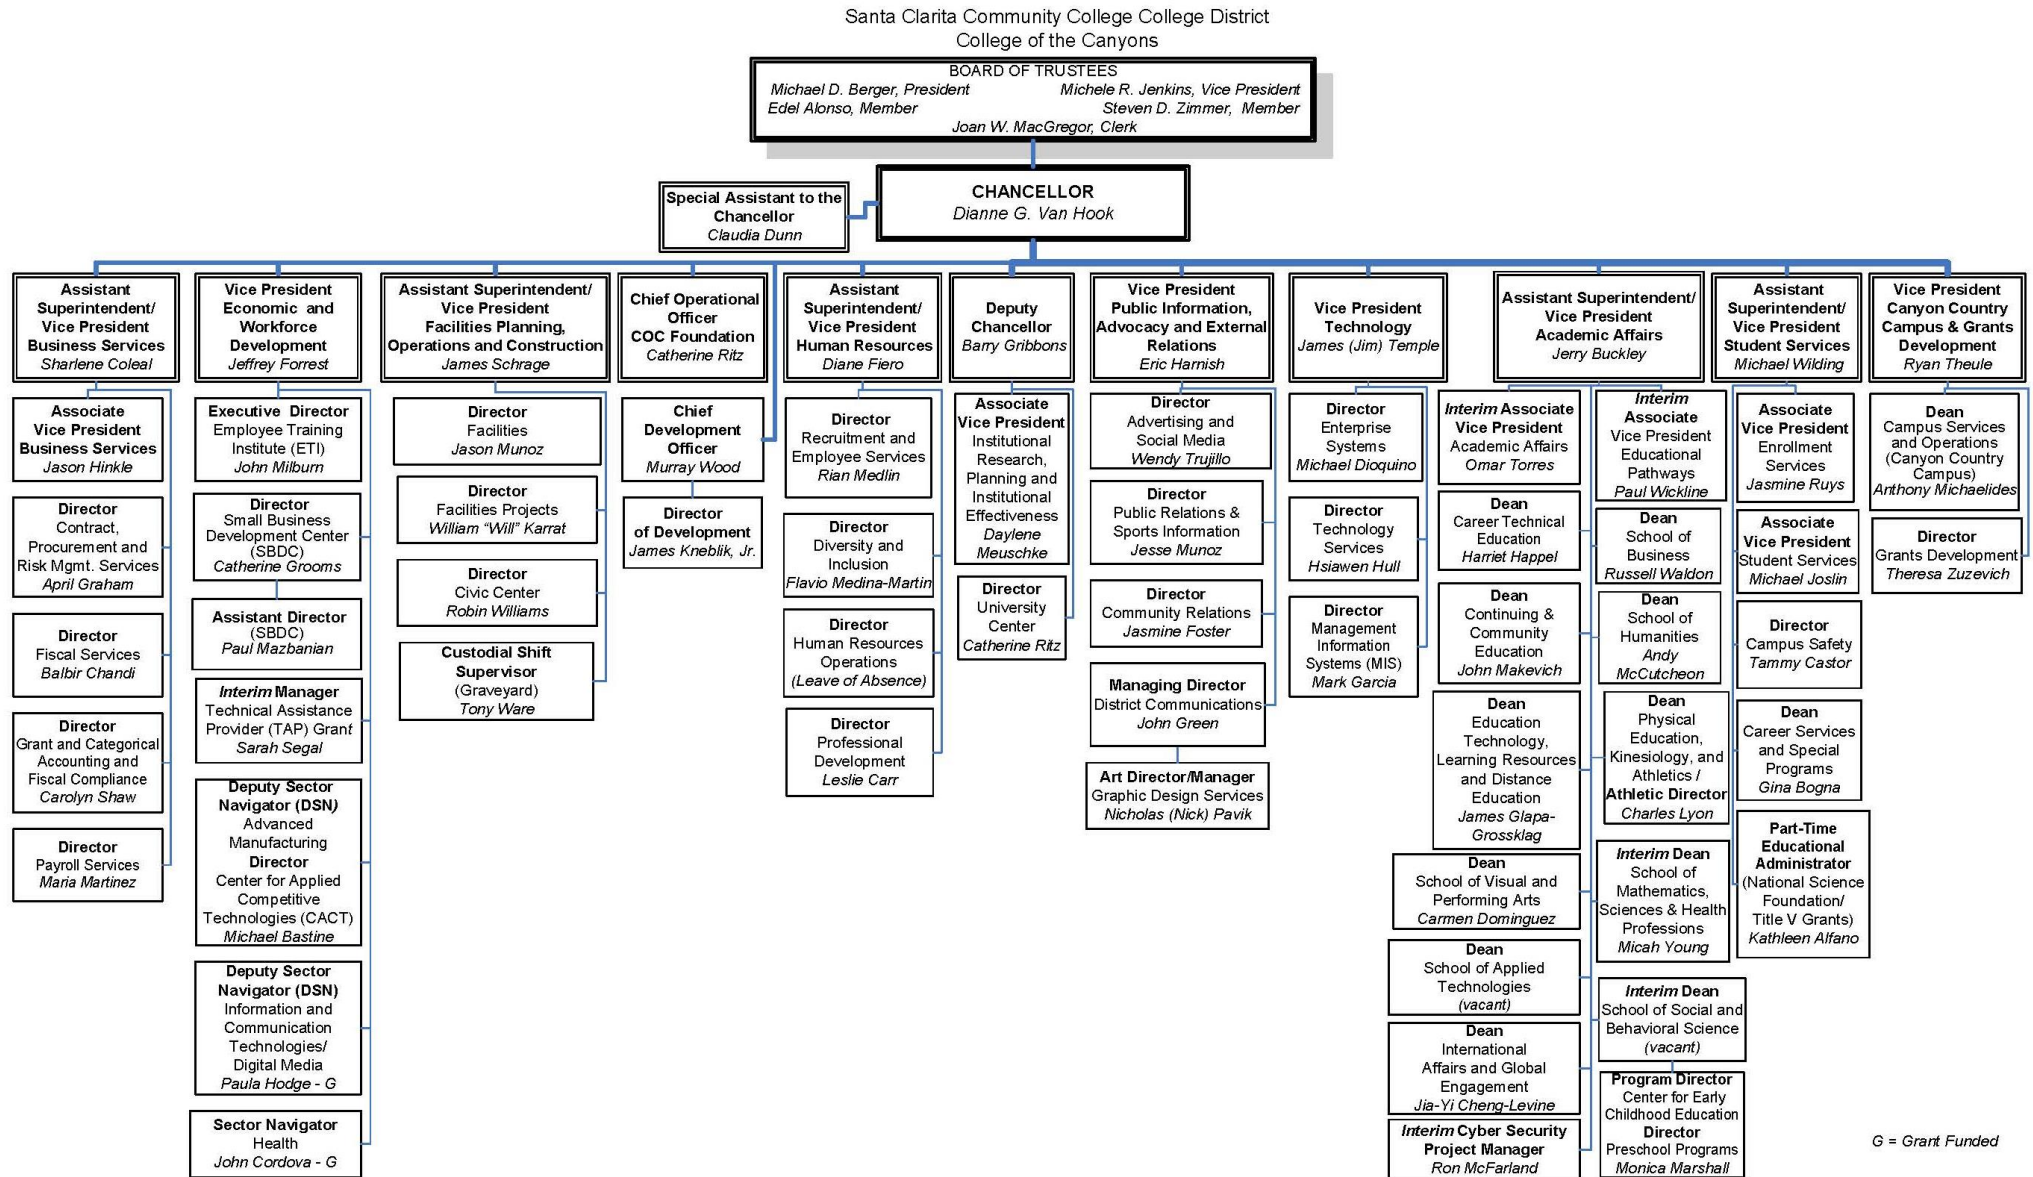 Santa Clarita Community College College District
College of the Canyons
BOARD OF TRUSTEES
Michael D. Berger, President
Michele R. Jenkins, Vice President
Edel Alonso, Member
Steven D. Zimmer, Member
Joan W. MacGregor, Clerk
CHANCELLOR
Dianne G. Van Hook
Special Assistant to the
Chancellor
Claudia Dunn
Assistant
Superintendent/
Vice President
Business Services
Sharlene Coleal
Associate
Vice President
Business Services
Jason Hinkle
Director
Contract,
Procurement and
Risk Mgmt. Services
April Graham
Director
Fiscal Services
Balbir Chandi
Director
Grant and Categorical
Accounting and
Fiscal Compliance
Carolyn Shaw
Director
Payroll Services
Maria Martinez
Vice President
Economic and
Workforce
Development
Jeffrey Forrest
Executive Director
Employee Training
Institute (ETI)
John Milburn
Director
Small Business
Development Center
(SBDC)
Catherine Grooms
Assistant Director
(SBDC)
Paul Mazbanian
Interim Manager
Technical Assistance
Provider (TAP) Grant
Sarah Segal
Deputy Sector
Navigator (DSN)
Advanced
Manufacturing
Director
Center for Applied
Competitive
Technologies (CACT)
Michael Bastine
Deputy Sector
Navigator (DSN)
Information and
Communication
Technologies/
Digital Media
Paula Hodge - G
Sector Navigator
Health
John Cordova - G
Assistant Superintendent/
Vice President
Facilities Planning,
Operations and Construction
James Schrage
Director
Facilities
Jason Munoz
Director
Facilities Projects
William “Will” Karrat
Director
Civic Center
Robin Williams
Custodial Shift
Supervisor
(Graveyard)
Tony Ware
Chief Operational
Officer
COC Foundation
Catherine Ritz
Chief
Development
Officer
Murray Wood
Director
of Development
James Kneblik, Jr.
Assistant
Superintendent/
Vice President
Human Resources
Diane Fiero
Director
Recruitment and
Employee Services
Rian Medlin
Director
Diversity and
Inclusion
Flavio Medina-Martin
Director
Human Resources
Operations
(Leave of Absence)
Director
Professional
Development
Leslie Carr
Deputy
Chancellor
Barry Gribbons
Associate
Vice President
Institutional
Research,
Planning and
Institutional
Effectiveness
Daylene
Meuschke
Director
University
Center
Catherine Ritz
Vice President
Public Information,
Advocacy and External
Relations
Eric Harnish
Director
Advertising and
Social Media
Wendy Trujillo
Director
Public Relations &
Sports Information
Jesse Munoz
Director
Community Relations
Jasmine Foster
Managing Director
District Communications
John Green
Art Director/Manager
Graphic Design Services
Nicholas (Nick) Pavik
Vice President
Technology
James (Jim) Temple
Director
Enterprise
Systems
Michael Dioquino
Director
Technology
Services
Hsiawen Hull
Director
Management
Information
Systems (MIS)
Mark Garcia
Assistant Superintendent/
Vice President
Academic Affairs
Jerry Buckley
Interim Associate
Vice President
Academic Affairs
Omar Torres
Dean
Career Technical
Education
Harriet Happel
Dean
Continuing &
Community
Education
John Makevich
Dean
Education
Technology,
Learning Resources
and Distance
Education
James Glapa-
Grossklag
Dean
School of Visual and
Performing Arts
Carmen Dominguez
Dean
School of Applied
Technologies
(vacant)
Dean
International
Affairs and Global
Engagement
Jia-Yi Cheng-Levine
Interim Cyber Security
Project Manager
Ron McFarland
Interim
Associate
Vice President
Educational
Pathways
Paul Wickline
Dean
School of
Business
Russell Waldon
Dean
School of
Humanities
Andy
McCutcheon
Dean
Physical
Education,
Kinesiology, and
Athletics /
Athletic Director
Charles Lyon
Interim Dean
School of
Mathematics,
Sciences & Health
Professions
Micah Young
Interim Dean
School of Social and
Behavioral Science
(vacant)
Program Director
Center for Early
Childhood Education
Director
Preschool Programs
Monica Marshall
Assistant
Superintendent/
Vice President
Student Services
Michael Wilding
Associate
Vice President
Enrollment
Services
Jasmine Ruys
Associate
Vice President
Student Services
Michael Joslin
Director
Campus Safety
Tammy Castor
Dean
Career Services
and Special
Programs
Gina Bogna
Part-Time
Educational
Administrator
(National Science
Foundation/
Title V Grants)
Kathleen Alfano
Vice President
Canyon Country
Campus & Grants
Development
Ryan Theule
Dean
Campus Services
and Operations
(Canyon Country
Campus)
Anthony Michaelides
Director
Grants Development
Theresa Zuzevich
G = Grant Funded